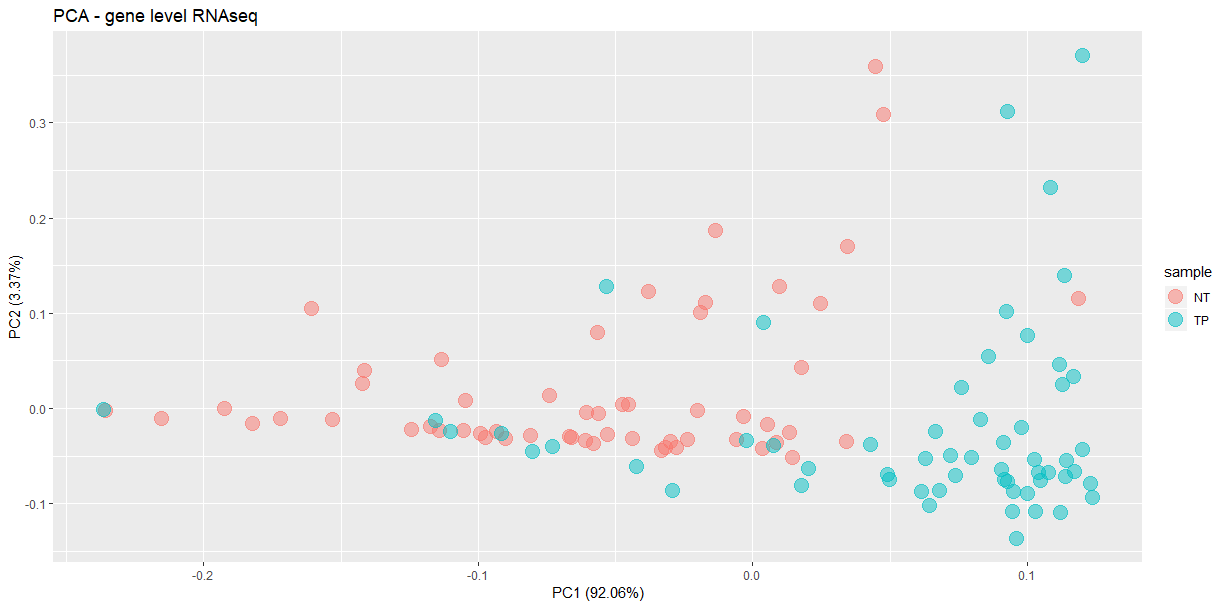 PCA - gene level RNAseq
0.3
0.2
0.1
0.0
-0.1
PC2 (3.37%)
-0.2
-0.1
0.0
0.1
PC1 (92.06%)
sample
NT
TP